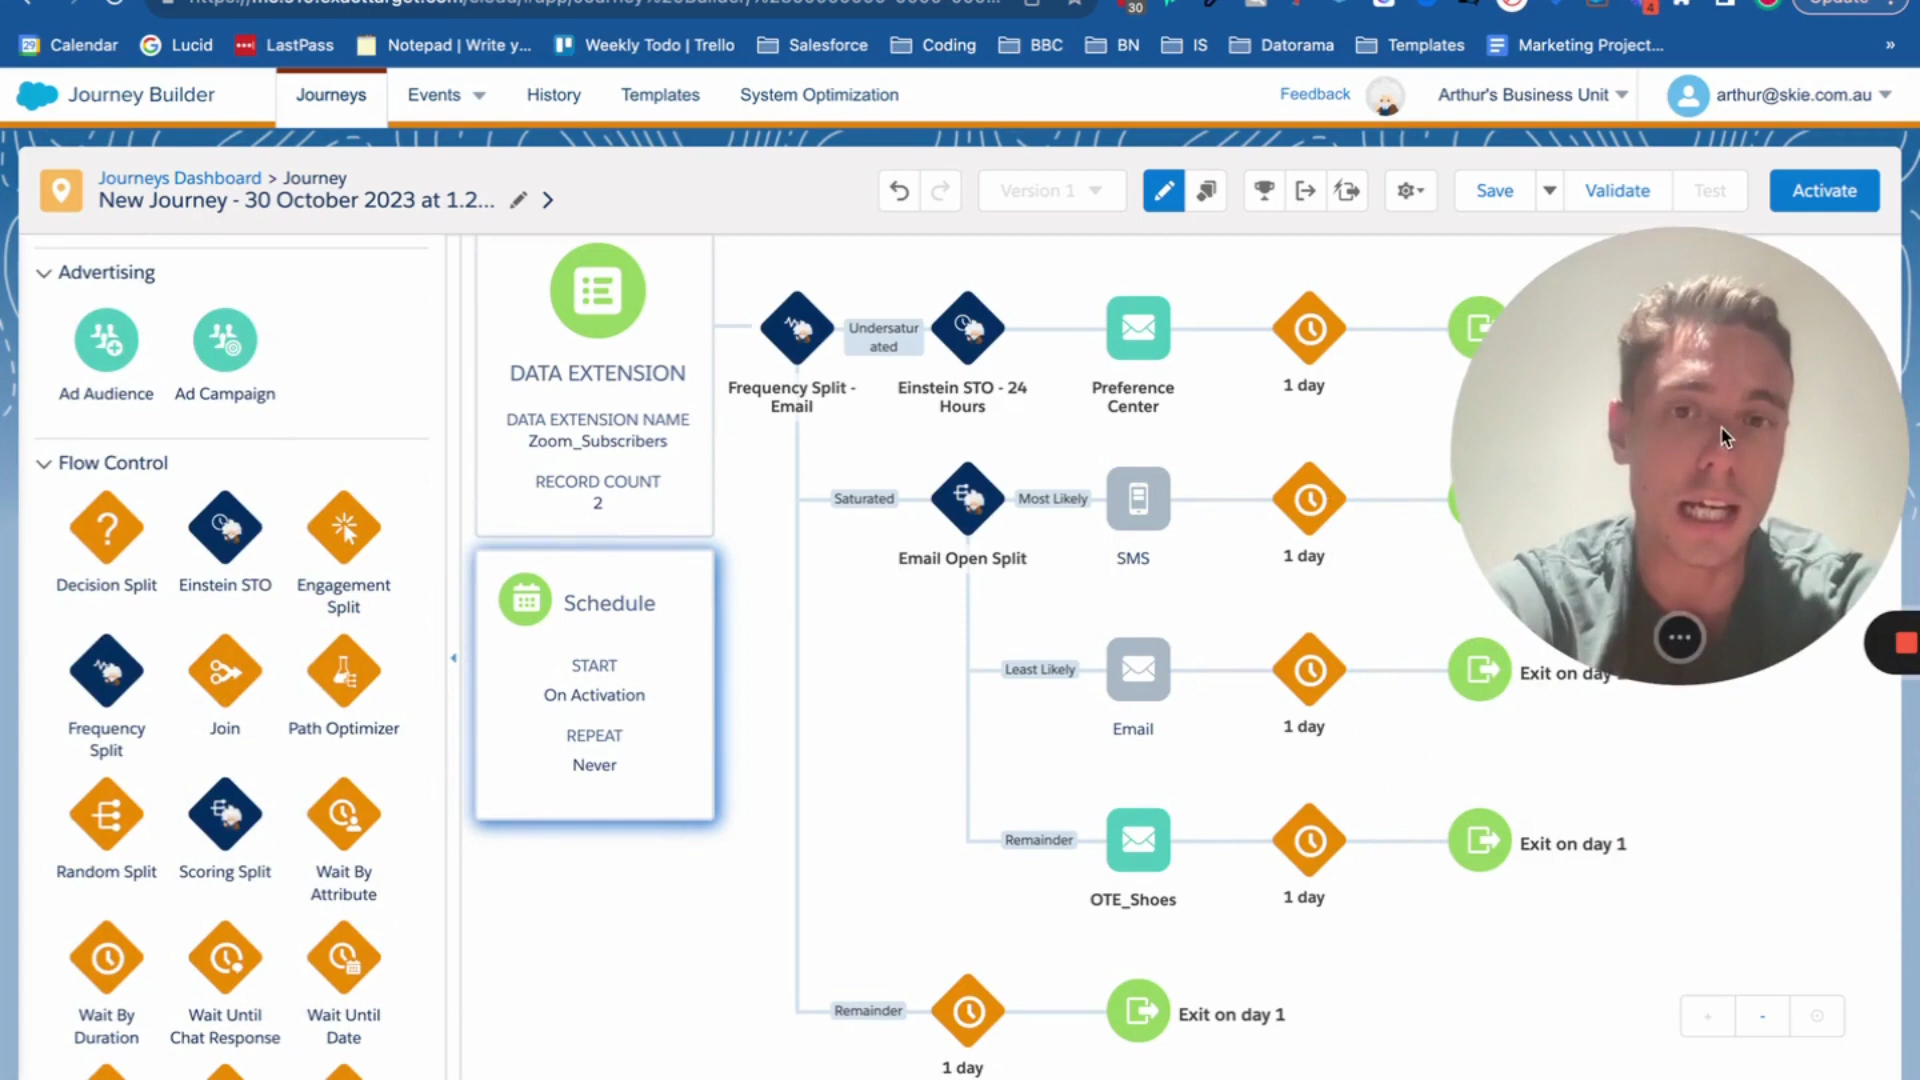 30
4
Update
Calendar
Lucid
LastPass
Notepad | Write y...
Weekly Todo | Trello
Salesforce
Coding
BBC
BN
IS
Datorama
Templates
Marketing Project...
»
Journey Builder
Journeys
Events
History
Templates
System Optimization
Feedback
Arthur's Business Unit
arthur@skie.com.au
Journeys Dashboard > Journey
New Journey - 30 October 2023 at 1.2...
Version 1
Save
Validate
Test
Activate
Advertising
Ad Audience
Ad Campaign
Flow Control
Decision Split
Einstein STO
Engagement
Split
Frequency
Split
Join
Path Optimizer
Random Split
Scoring Split
Wait By
Attribute
Wait By
Duration
Wait Until
Chat Response
Wait Until
Date
DATA EXTENSION
DATA EXTENSION NAME
Zoom_Subscribers
RECORD COUNT
2
Schedule
START
On Activation
REPEAT
Never
Frequency Split -
Email
Undersatur
ated
Einstein STO - 24
Hours
Preference
Center
1 day
Saturated
Email Open Split
Most Likely
SMS
1 day
Least Likely
Email
1 day
Exit on day
Remainder
OTE_Shoes
1 day
Exit on day 1
Remainder
1 day
Exit on day 1